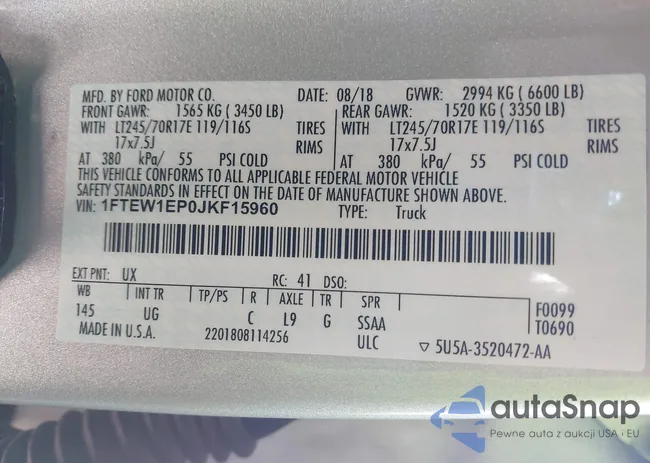 MFD. BY FORD MOTOR CO. DATE: 08/18 GVWR: 2994 KG (6600 LB)
FRONT GAWR: 1565 KG (3450 LB) REAR GAWR: 1520 KG (3350 LB)
WITH LT245/70R17E 119/116S TIRES WITH LT245/70R17E 119/116S TIRES
17x7.5J RIMS 17x7.5J RIMS
AT 380 kPa/ 55 PSI COLD AT 380 kPa/ 55 PSI COLD
THIS VEHICLE CONFORMS TO ALL APPLICABLE FEDERAL MOTOR VEHICLE
SAFETY STANDARDS IN EFFECT ON THE DATE OF MANUFACTURE SHOWN ABOVE.
VIN: 1FTEW1EP0JKF15960 TYPE: Truck
EXT PNT: UX RC: 41 DSO:
WB INT TR TP/PS R AXLE TR SPR F0099
145 UG C L9 G SSAA T0690
MADE IN U.S.A. 2201808114256 ULC ▽ 5U5A-3520472-AA
autaSnap
Pewne auta z aukcji USA i EU